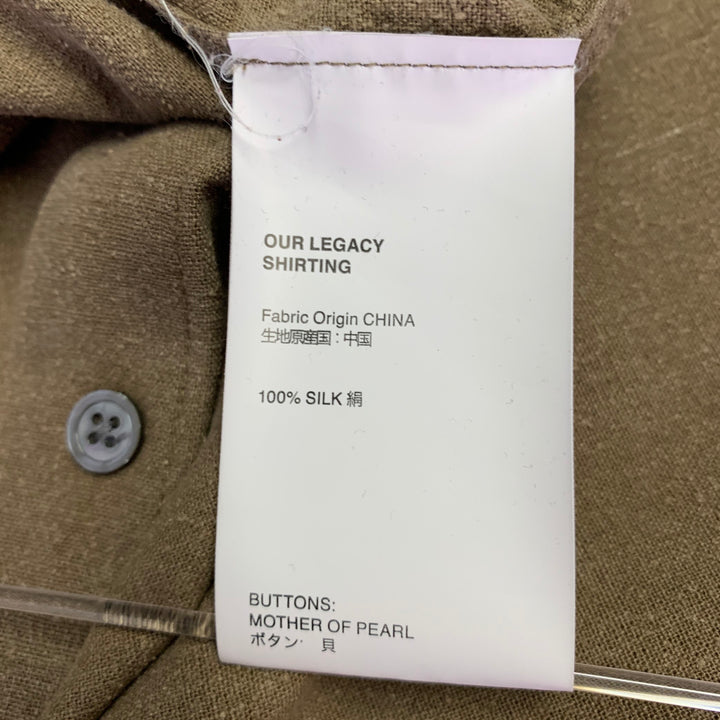 OUR LEGACY
SHIRTING
Fabric Origin CHINA
生地原産国：中国
100% SILK 絹
BUTTONS:
MOTHER OF PEARL
ボタン・ 貝